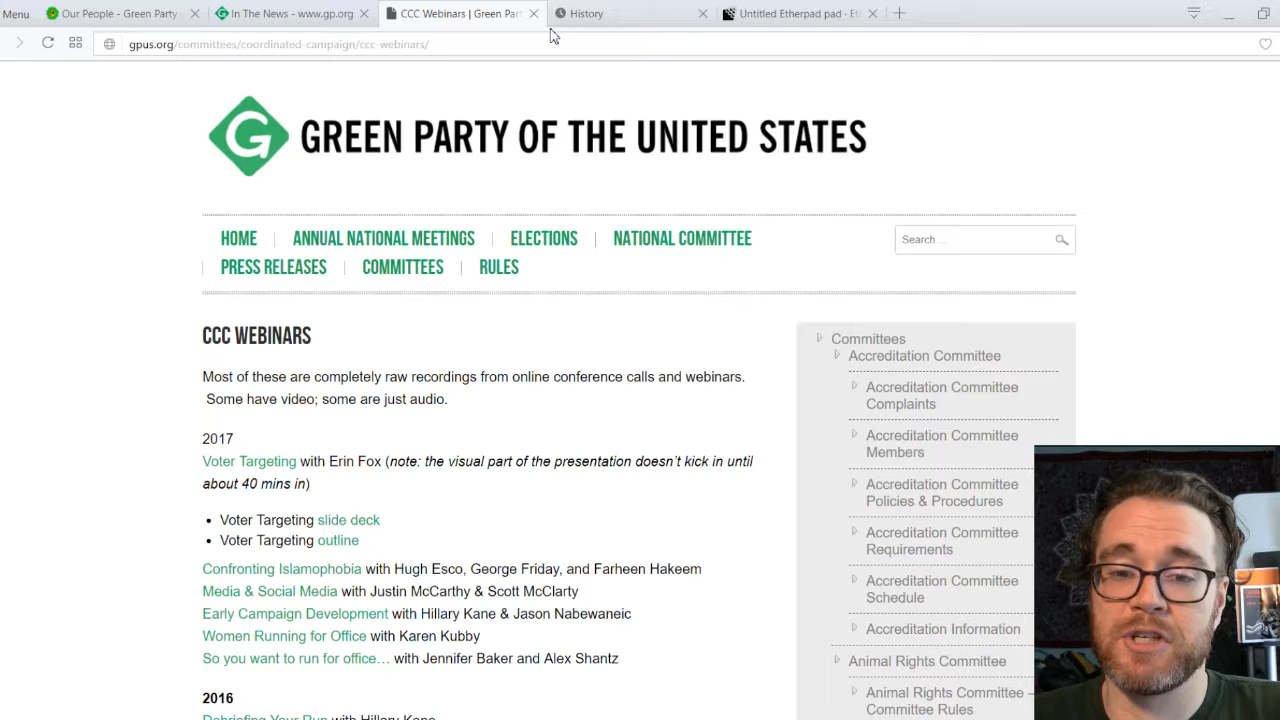 Menu
Our People - Green Party
In The News - www.gp.org
CCC Webinars | Green Part
History
Untitled Etherpad pad - Et
gpus.org/committees/coordinated-campaign/ccc-webinars/
G GREEN PARTY OF THE UNITED STATES
HOME ANNUAL NATIONAL MEETINGS ELECTIONS NATIONAL COMMITTEE
Search ...
PRESS RELEASES COMMITTEES RULES
CCC WEBINARS
Most of these are completely raw recordings from online conference calls and webinars.
Some have video; some are just audio.
2017
Voter Targeting with Erin Fox (note: the visual part of the presentation doesn't kick in until
about 40 mins in)
• Voter Targeting slide deck
• Voter Targeting outline
Confronting Islamophobia with Hugh Esco, George Friday, and Farheen Hakeem
Media & Social Media with Justin McCarthy & Scott McClarty
Early Campaign Development with Hillary Kane & Jason Nabewaneic
Women Running for Office with Karen Kubby
So you want to run for office… with Jennifer Baker and Alex Shantz
2016
Debriefing Your Run with Hillary Kane
Committees
Accreditation Committee
Accreditation Committee
Complaints
Accreditation Committee
Members
Accreditation Committee
Policies & Procedures
Accreditation Committee
Requirements
Accreditation Committee
Schedule
Accreditation Information
Animal Rights Committee
Animal Rights Committee –
Committee Rules